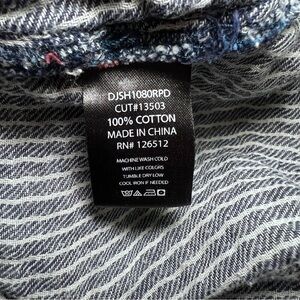 DJSH1080RPD
CUT#13503
100% COTTON
MADE IN CHINA
RN# 126512
MACHINE WASH COLD
WITH LIKE COLORS
TUMBLE DRY LOW
COOL IRON IF NEEDED